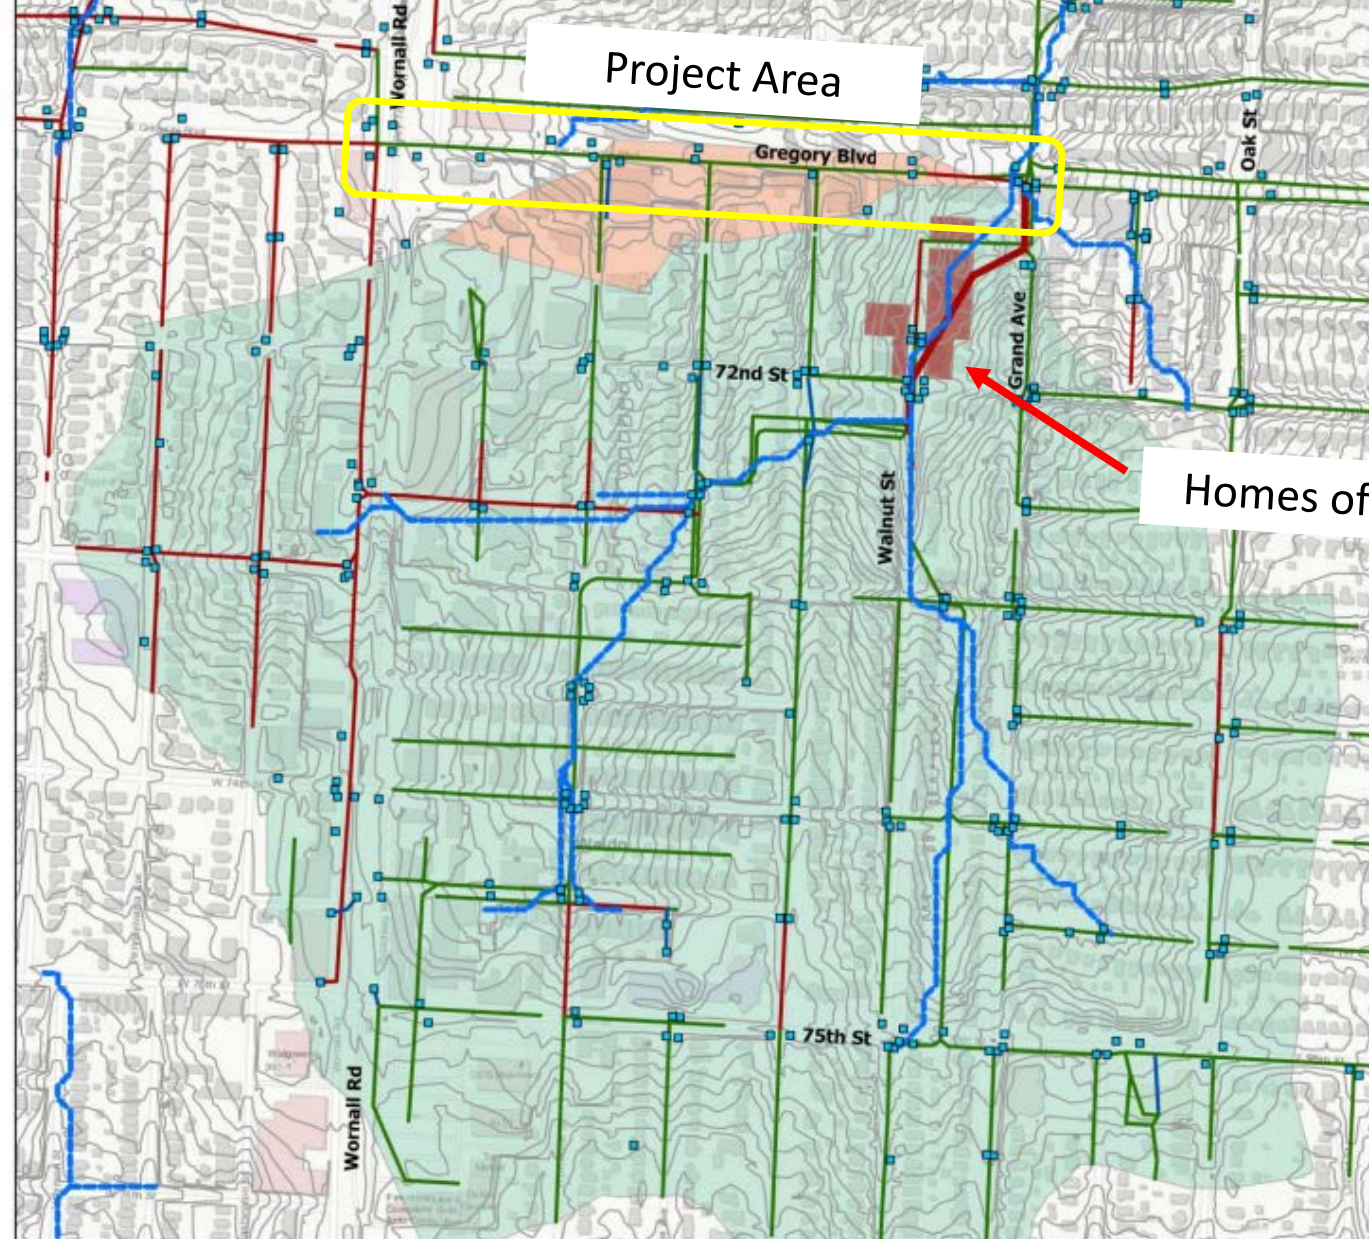 Wornall Rd
Project Area
Gregory Blvd
Oak St
Grand Ave
72nd St
Homes of
Walnut St
75th St
Wornall Rd